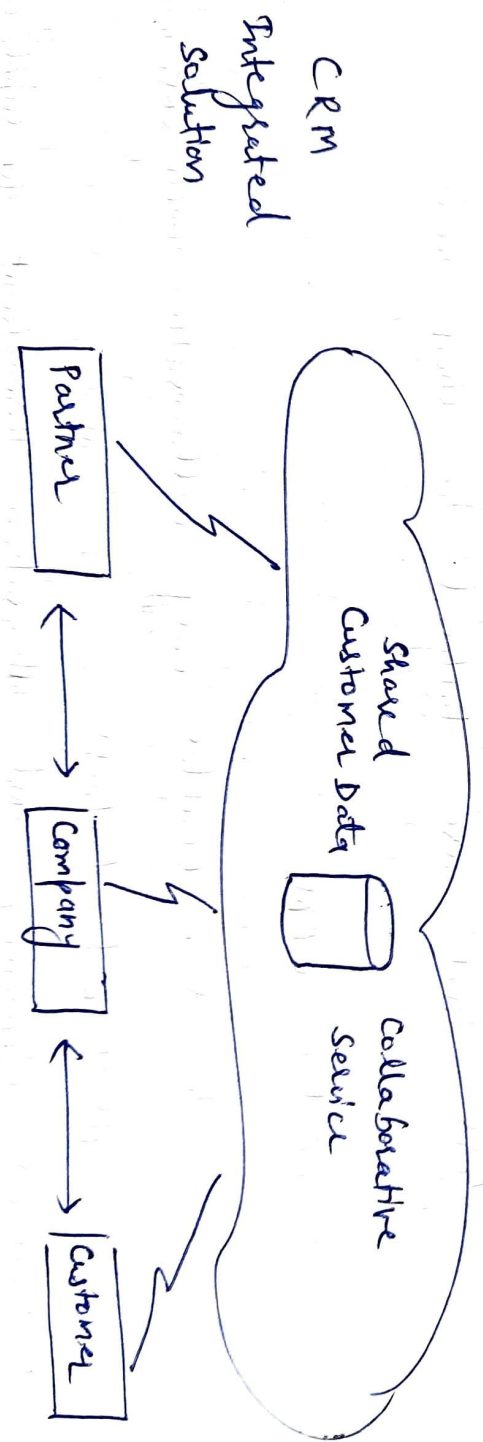 CRM
Integrated
Solution
Shared
Customer Data
Collaborative
Service
Partner
Company
Customer